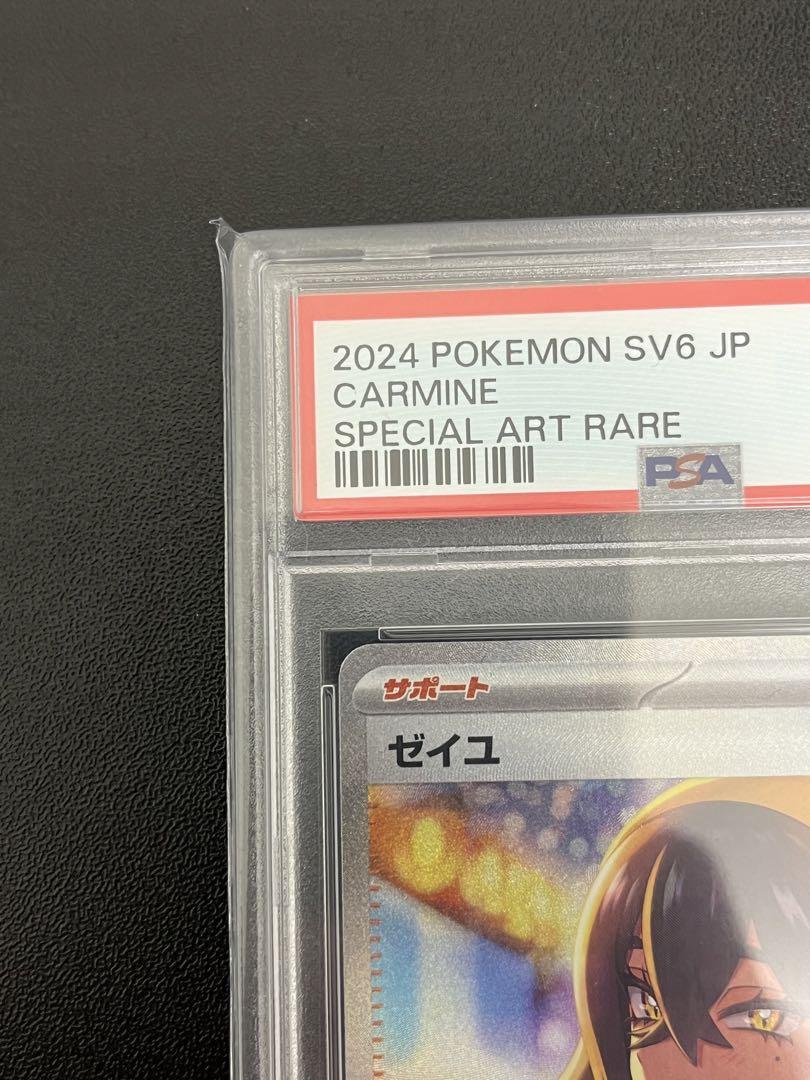 2024 POKEMON SV6 JP
CARMINE
SPECIAL ART RARE
PSA
サポート
ゼイユ